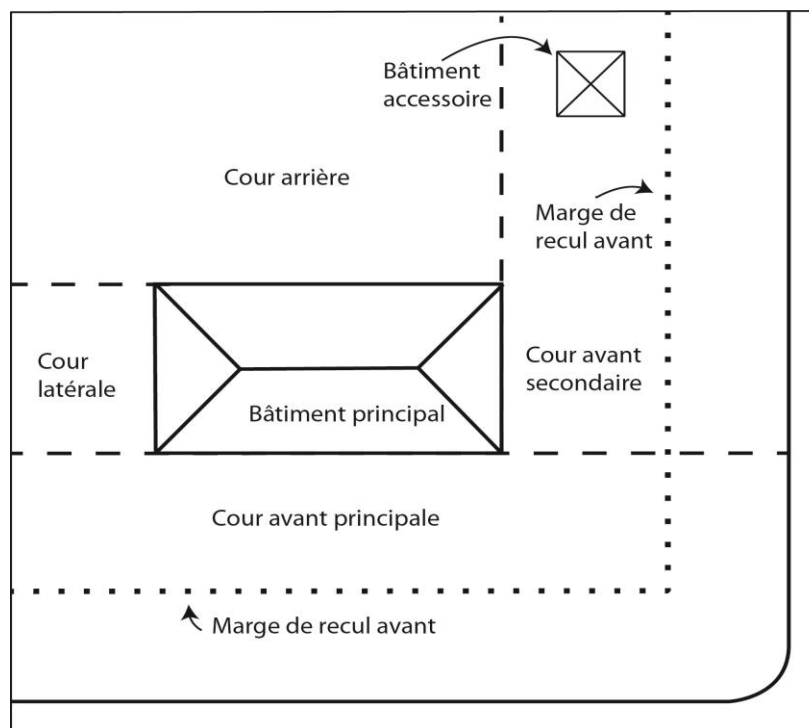 Bâtiment
accessoire
Cour arrière
Marge de
recul avant
Cour
latérale
Cour avant
secondaire
Bâtiment principal
Cour avant principale
Marge de recul avant